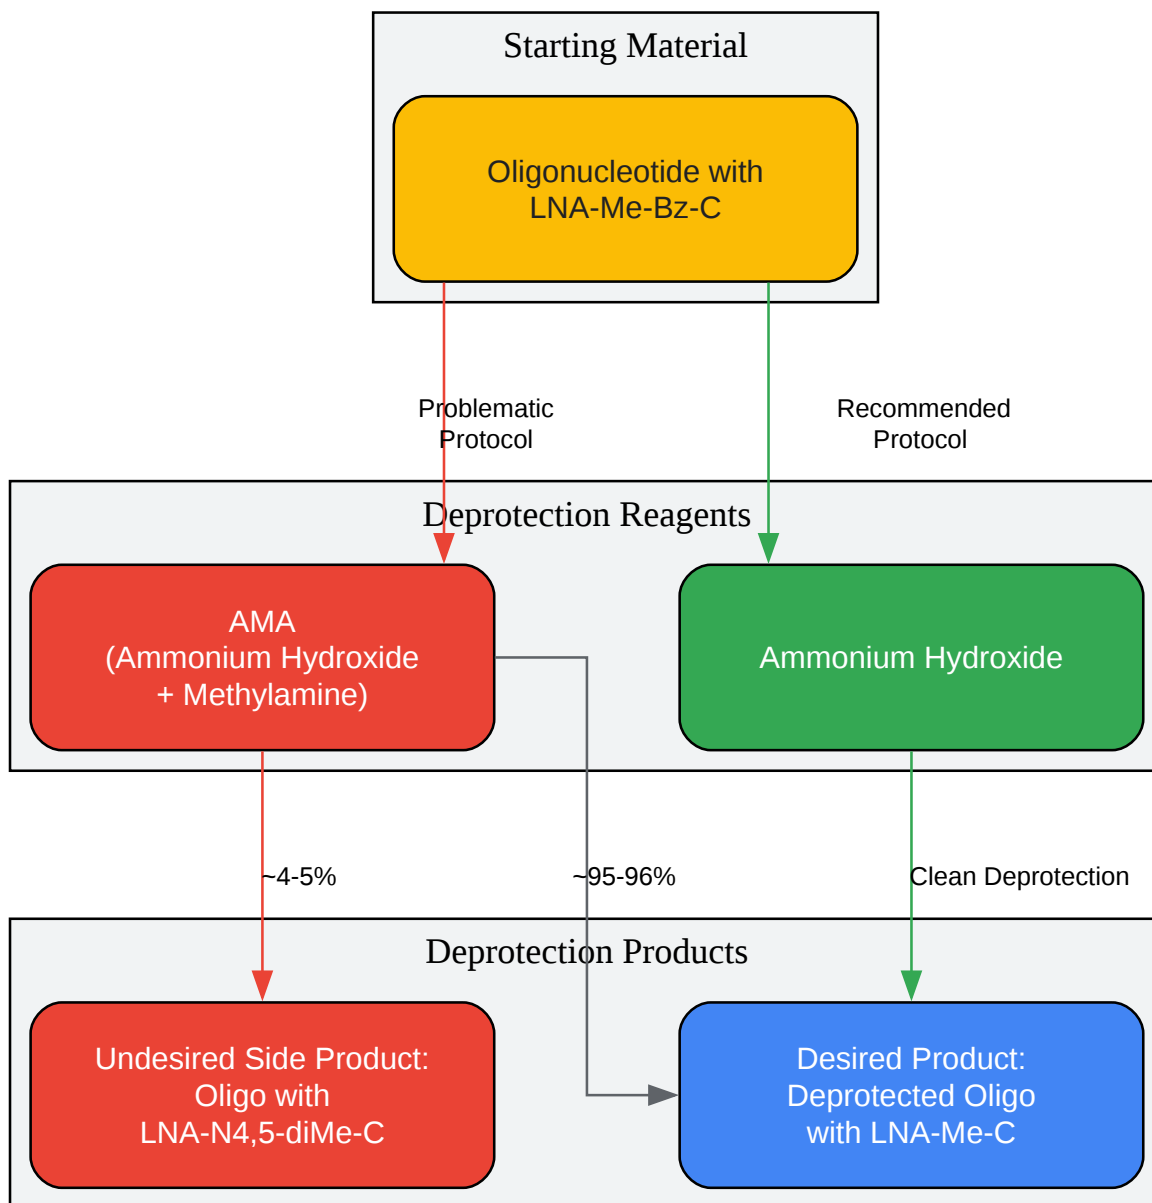 Starting Material
Oligonucleotide with
LNA-Me-Bz-C
Problematic
Protocol
Recommended
Protocol
Deprotection Reagents
AMA
(Ammonium Hydroxide
+ Methylamine)
Ammonium Hydroxide
~4-5%
~95-96%
Clean Deprotection
Deprotection Products
Undesired Side Product:
Oligo with
LNA-N4,5-diMe-C
Desired Product:
Deprotected Oligo
with LNA-Me-C